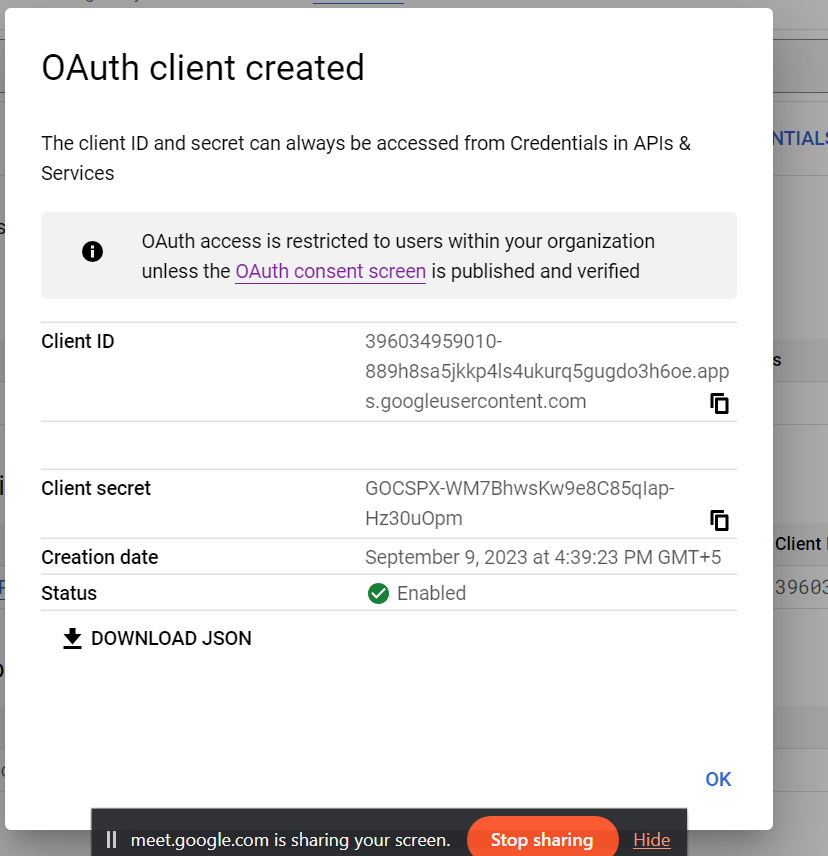 OAuth client created
The client ID and secret can always be accessed from Credentials in APIs &
Services
NTIALS
OAuth access is restricted to users within your organization
unless the OAuth consent screen is published and verified
Client ID
396034959010-
889h8sa5jkkp4ls4ukurq5gugdo3h6oe.app
s.googleusercontent.com
Client secret
GOCSPX-WM7BhwsKw9e8C85qIap-
Hz30uOpm
Creation date
September 9, 2023 at 4:39:23 PM GMT+5
Status
Enabled
DOWNLOAD JSON
OK
Client
39603
meet.google.com is sharing your screen.
Stop sharing
Hide